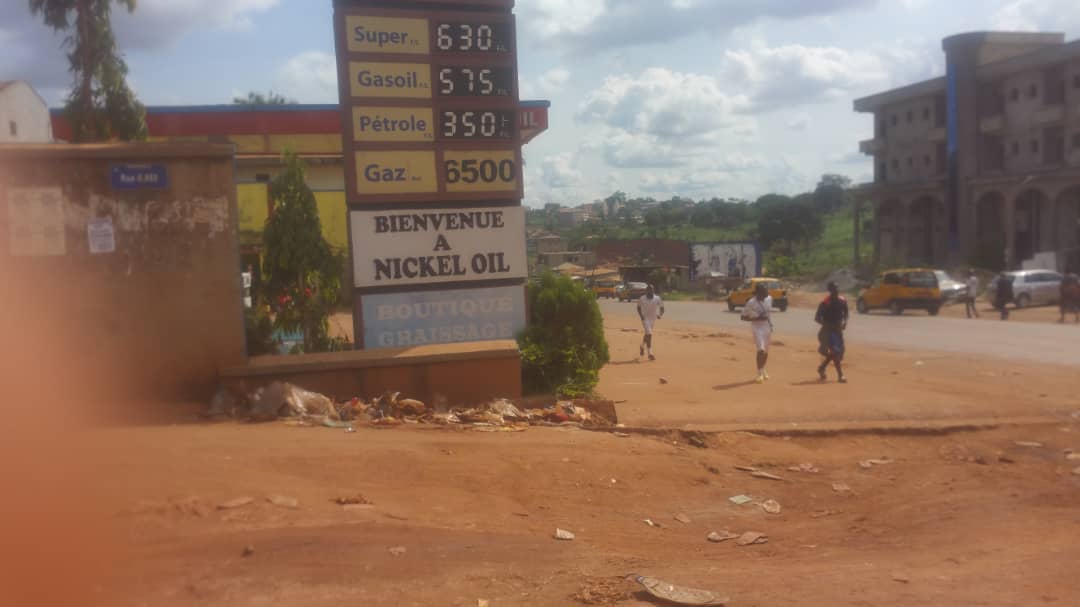 Super 630
Gasoil 575
Pétrole 350
Gaz 6500
BIENVENUE
A
NICKEL OIL
BOUTIQUE
GRAISSAGE